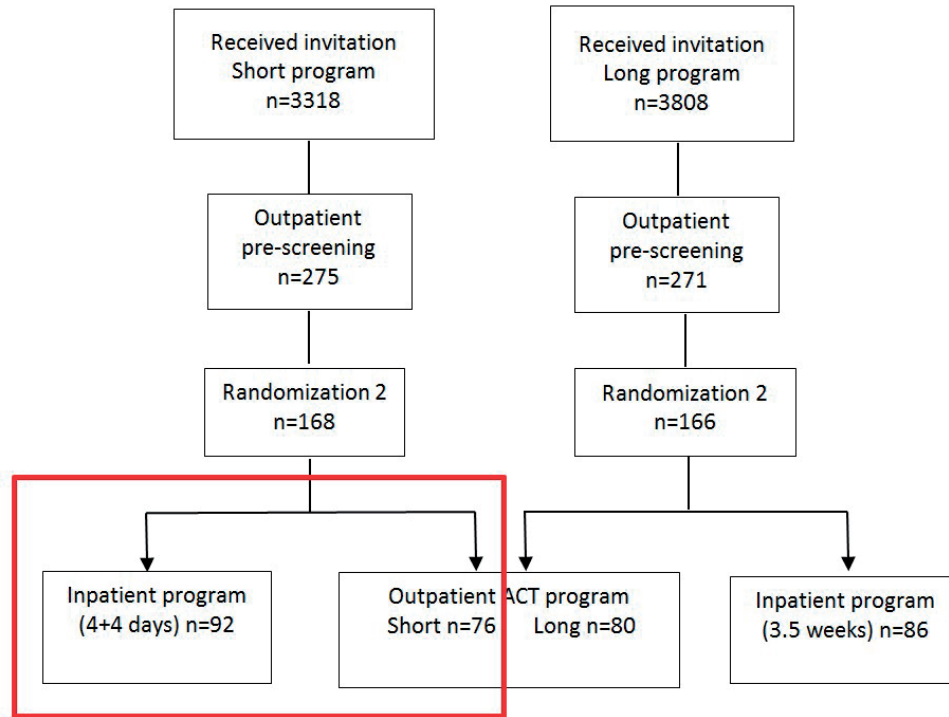 Received invitation
Short program
n=3318
Received invitation
Long program
n=3808
Outpatient
pre-screening
n=275
Outpatient
pre-screening
n=271
Randomization 2
n=168
Randomization 2
n=166
Inpatient program
(4+4 days) n=92
Outpatient ACT program
Short n=76 Long n=80
Inpatient program
(3.5 weeks) n=86